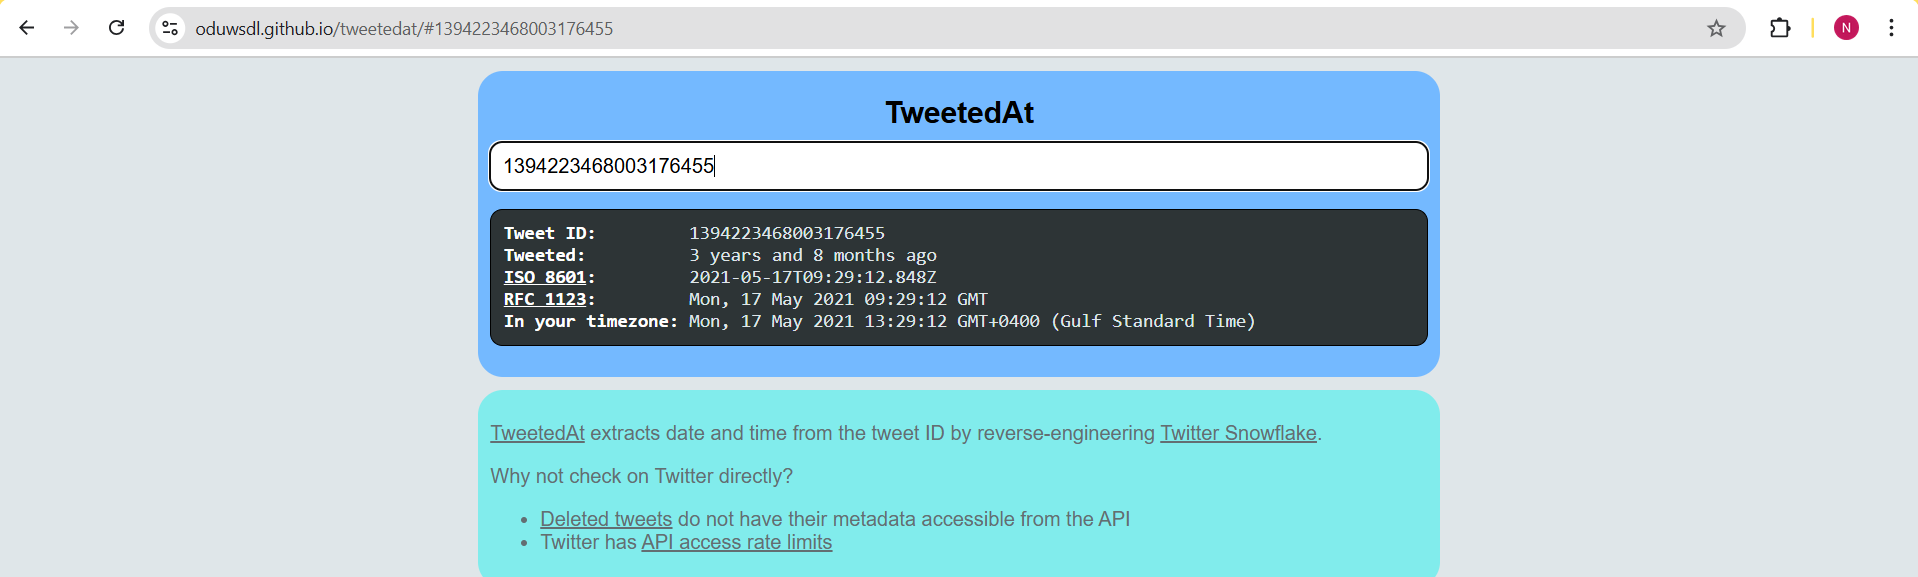 oduwsdl.github.io/tweetedat/#1394223468003176455
N
TweetedAt
1394223468003176455
Tweet ID: 1394223468003176455
Tweeted: 3 years and 8 months ago
ISO 8601: 2021-05-17T09:29:12.848Z
RFC 1123: Mon, 17 May 2021 09:29:12 GMT
In your timezone: Mon, 17 May 2021 13:29:12 GMT+0400 (Gulf Standard Time)
TweetedAt extracts date and time from the tweet ID by reverse-engineering Twitter Snowflake.
Why not check on Twitter directly?
• Deleted tweets do not have their metadata accessible from the API
• Twitter has API access rate limits